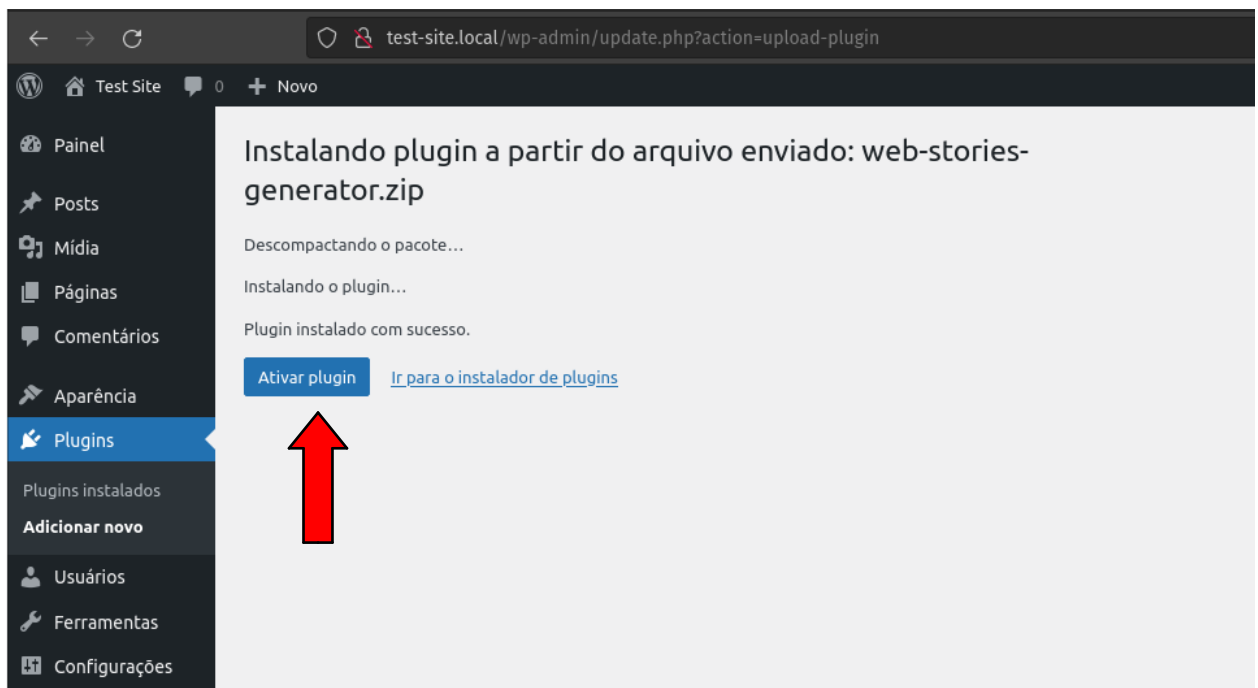 test-site.local/wp-admin/update.php?action=upload-plugin
Test Site 0 + Novo
Painel
Posts
Mídia
Páginas
Comentários
Aparência
Plugins
Plugins instalados
Adicionar novo
Usuários
Ferramentas
Configurações
Instalando plugin a partir do arquivo enviado: web-stories-
generator.zip
Descompactando o pacote…
Instalando o plugin…
Plugin instalado com sucesso.
Ativar plugin Ir para o instalador de plugins